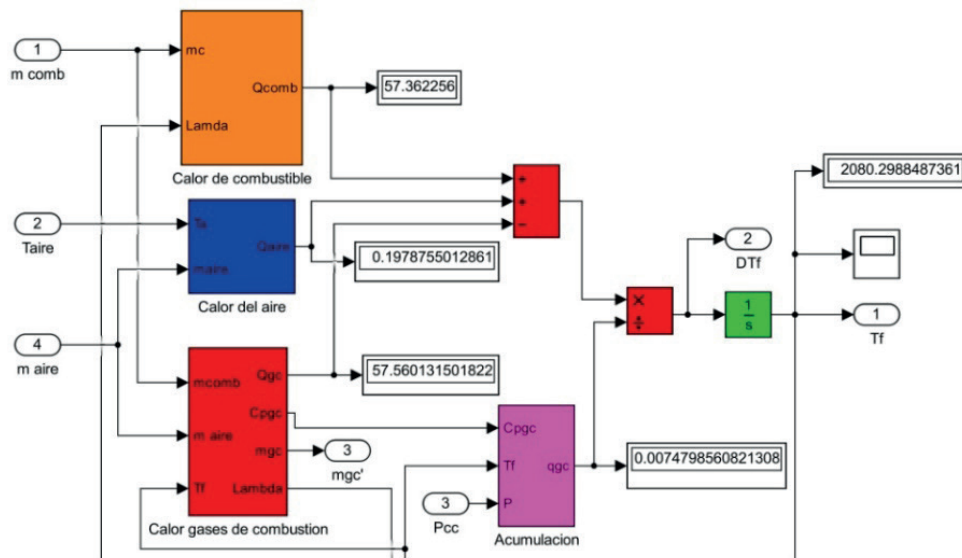 1
m comb
mc
Lamda
Qcomb
Calor de combustible
57.362256
2
Taire
Ta
maire
Qaire
Calor del aire
0.1978755012861
4
m aire
mcomb
m aire
Tf
Qgc
Cpgc
mgc
Lambda
Calor gases de combustion
57.560131501822
3
mgc'
3
Pcc
Cpgc
Tf
P
qgc
Acumulacion
0.0074798560821308
+
+
−
×
÷
2
DTf
1
s
2080.2988487361
1
Tf